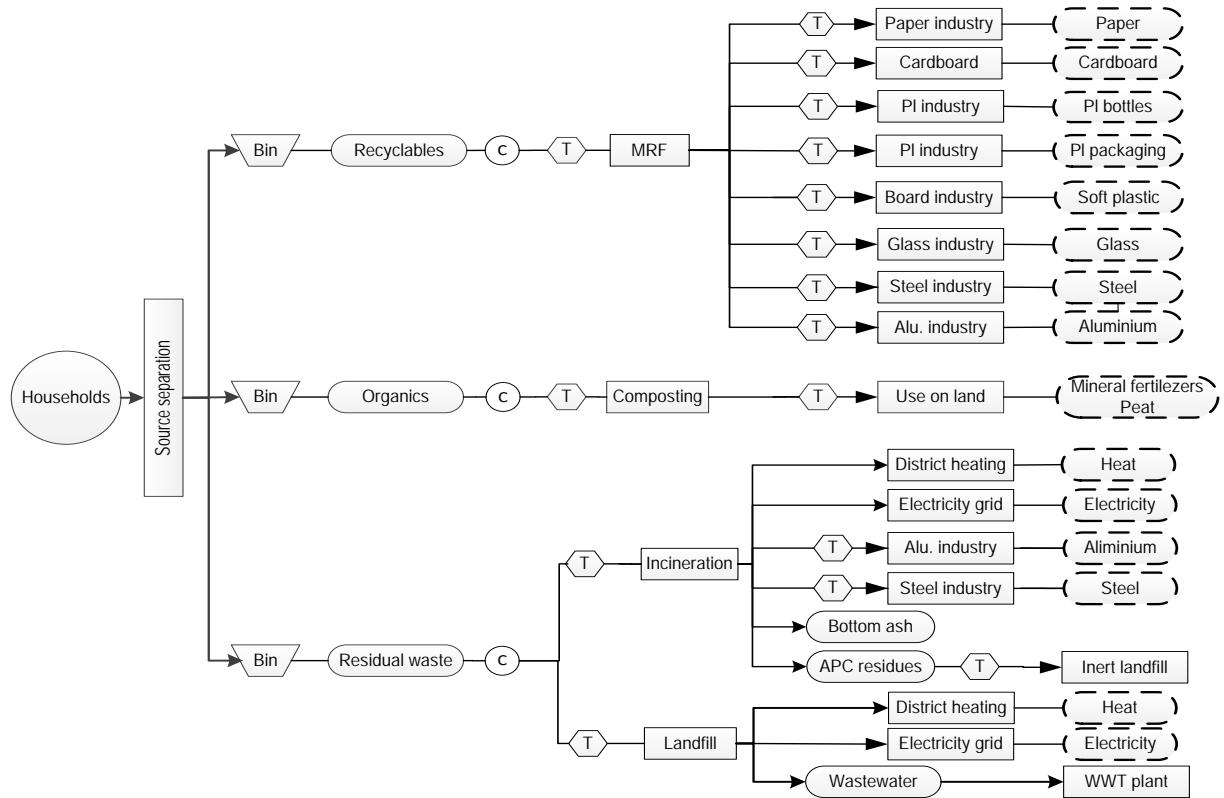 T
Paper industry
Paper
T
Cardboard
Cardboard
T
Pl industry
Pl bottles
Bin
Recyclables
C
T
MRF
T
Pl industry
Pl packaging
T
Board industry
Soft plastic
T
Glass industry
Glass
T
Steel industry
Steel
T
Alu. industry
Aluminium
Households
Source separation
Bin
Organics
C
T
Composting
T
Use on land
Mineral fertilezers
Peat
District heating
Heat
Electricity grid
Electricity
T
Incineration
T
Alu. industry
Aliminium
T
Steel industry
Steel
Bottom ash
Bin
Residual waste
C
APC residues
T
Inert landfill
District heating
Heat
T
Landfill
Electricity grid
Electricity
Wastewater
WWT plant